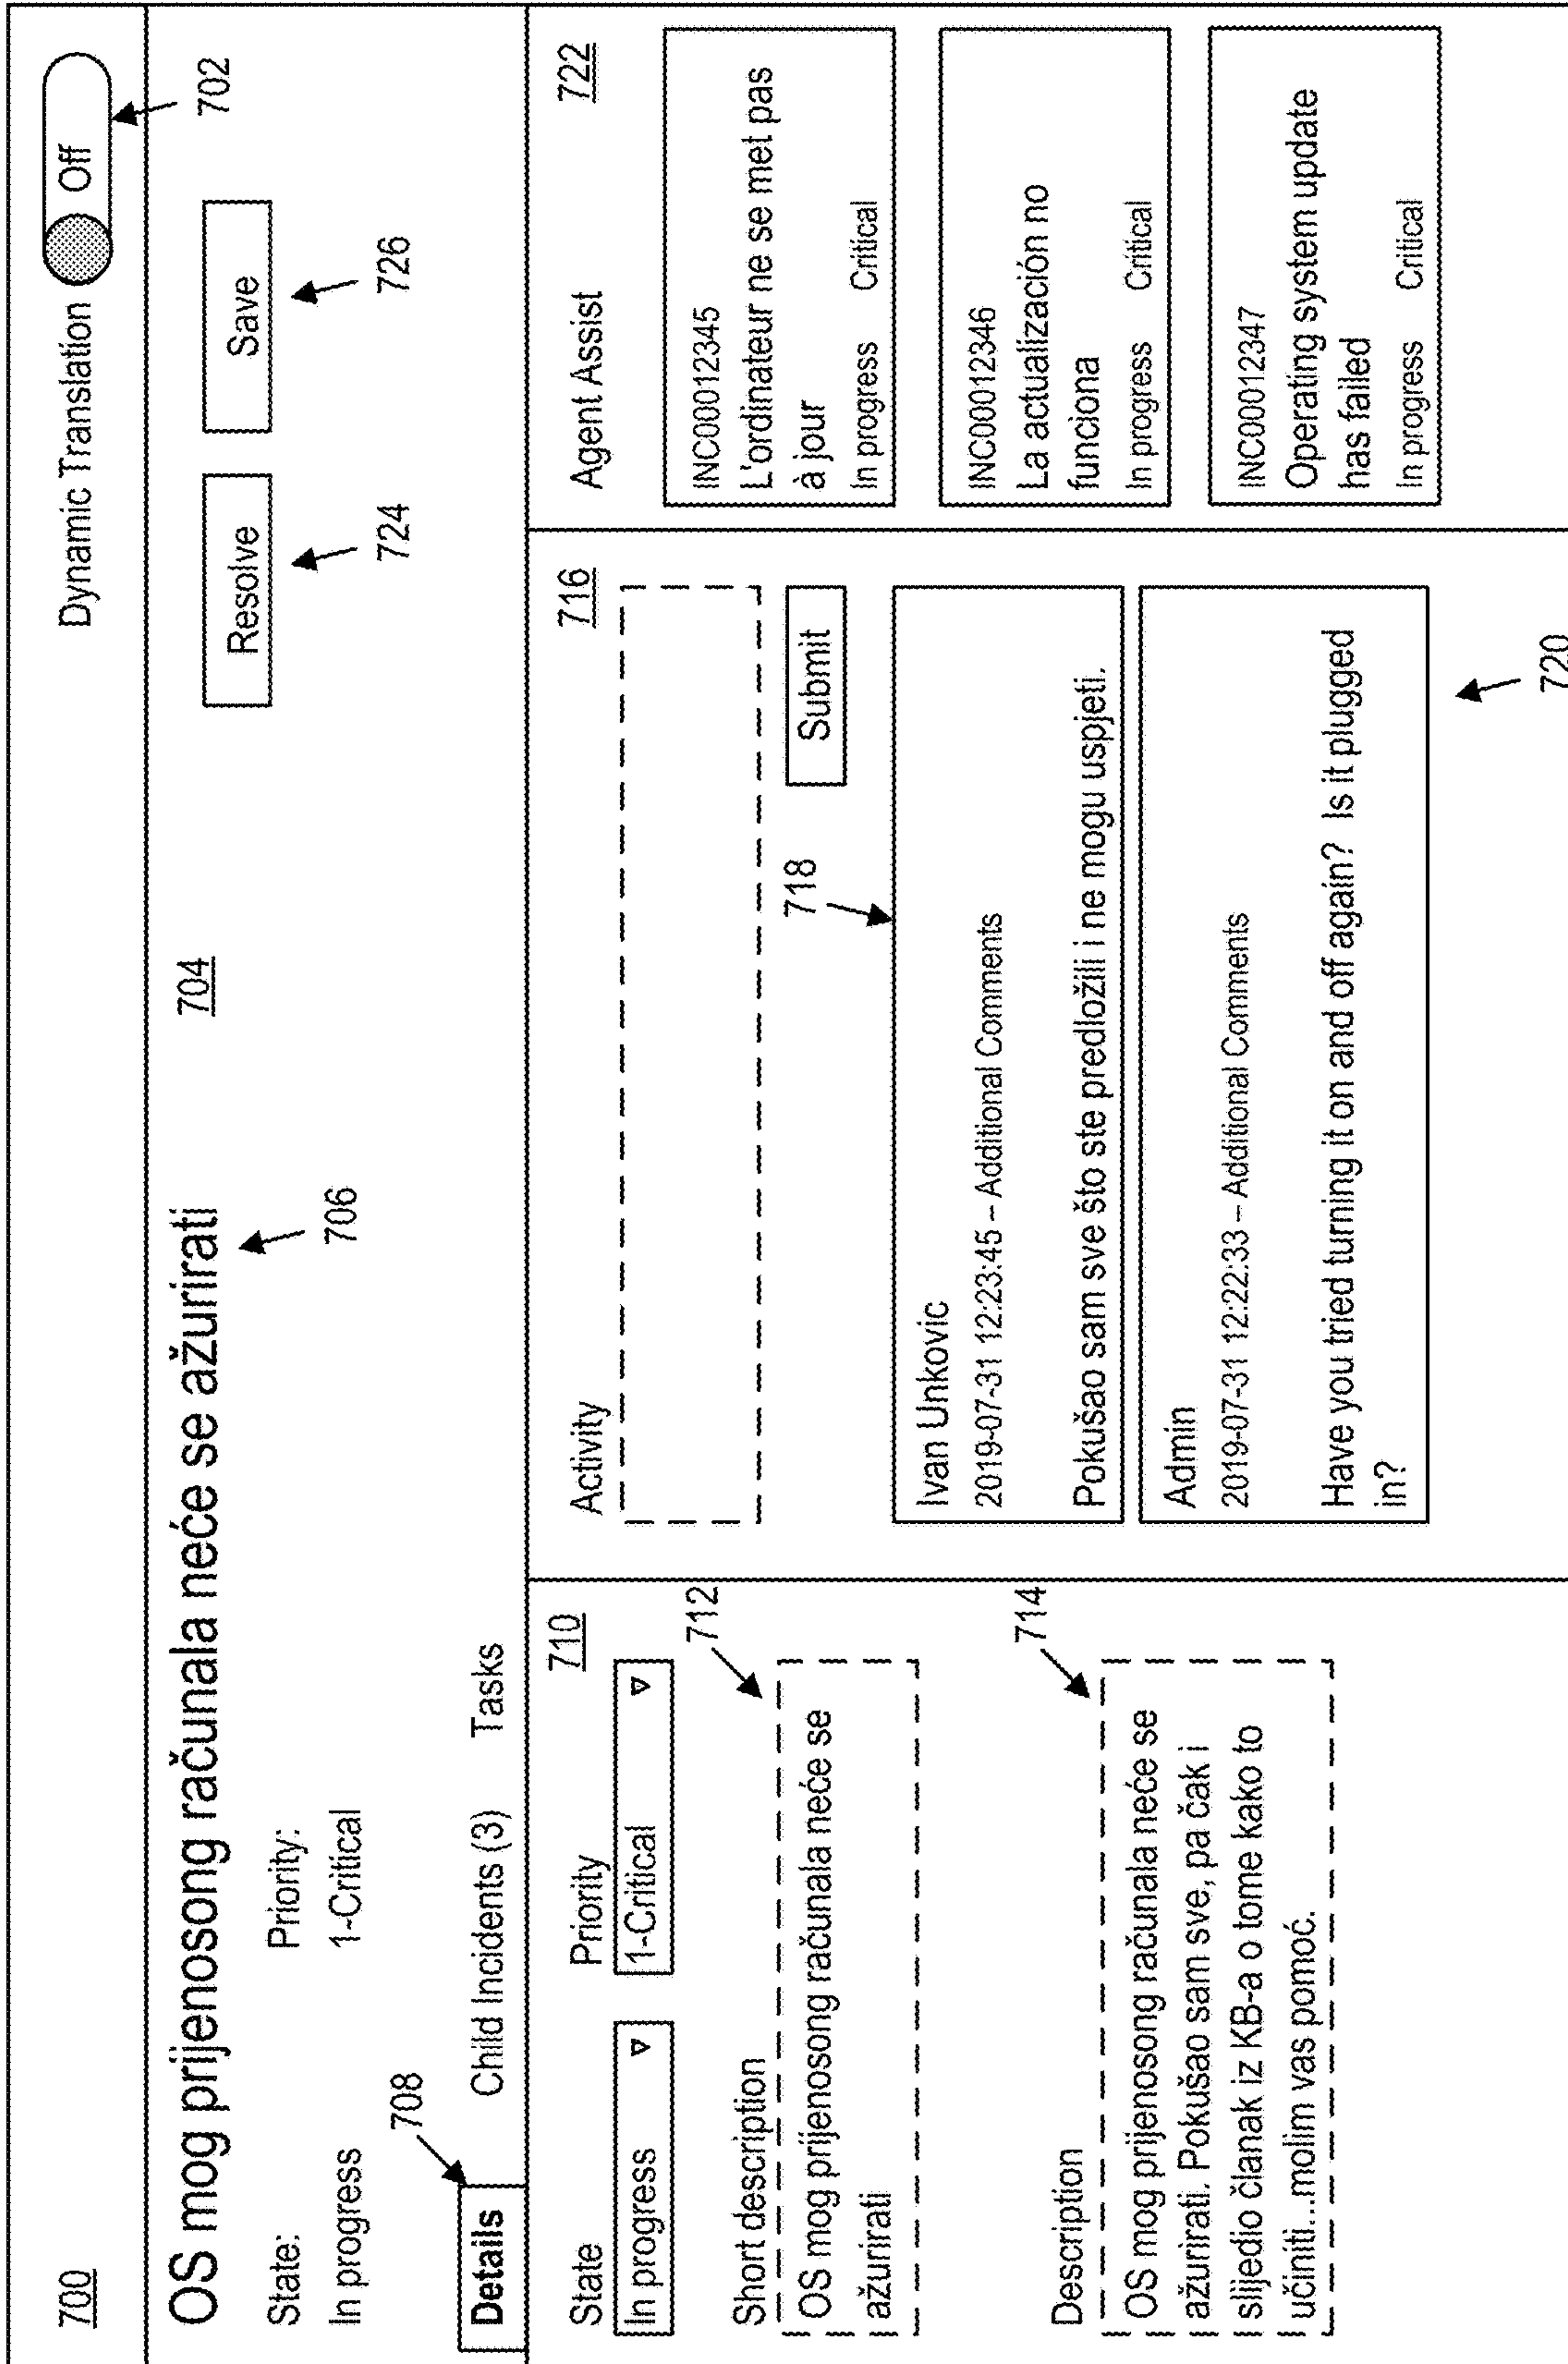 700
Dynamic Translation
Off
702
OS mog prijenosong računala neće se ažurirati
704
706
State:
In progress
Priority:
1-Critical
Resolve
724
Save
726
708
Details
Child Incidents (3)
Tasks
710
State
In progress
Priority
1-Critical
712
Short description
OS mog prijenosong računala neće se
ažurirati
714
Description
OS mog prijenosong računala neće se
ažurirati. Pokušao sam sve, pa čak i
slijedio članak iz KB-a o tome kako to
učiniti...molim vas pomoć.
Activity
716
Submit
718
Ivan Unkovic
2019-07-31 12:23:45 – Additional Comments
Pokušao sam sve što ste predložili i ne mogu uspjeti.
Admin
2019-07-31 12:22:33 – Additional Comments
Have you tried turning it on and off again? Is it plugged
in?
720
Agent Assist
722
INC00012345
L'ordinateur ne se met pas
à jour
In progress Critical
INC00012346
La actualización no
funciona
In progress Critical
INC00012347
Operating system update
has failed
In progress Critical